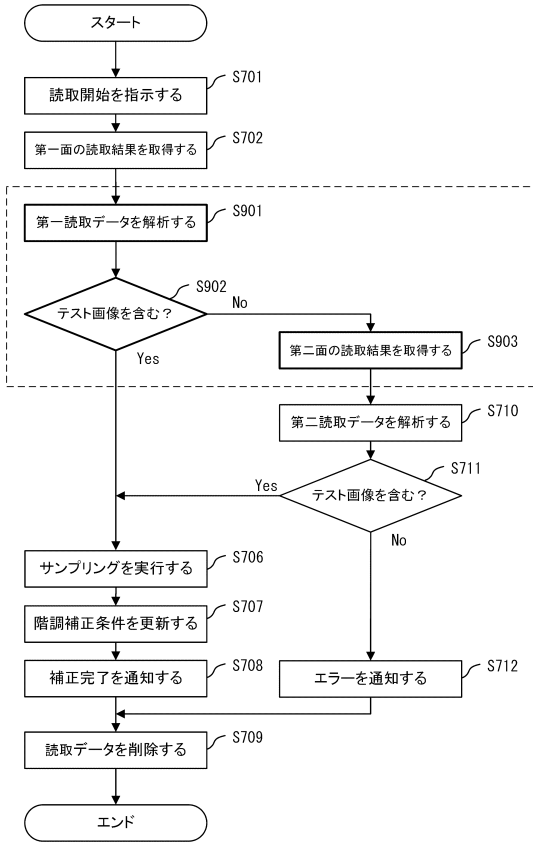 スタート
読取開始を指示する
S701
第一面の読取結果を取得する
S702
第一読取データを解析する
S901
テスト画像を含む？
S902
No
Yes
第二面の読取結果を取得する
S903
第二読取データを解析する
S710
テスト画像を含む？
S711
Yes
No
サンプリングを実行する
S706
階調補正条件を更新する
S707
補正完了を通知する
S708
エラーを通知する
S712
読取データを削除する
S709
エンド